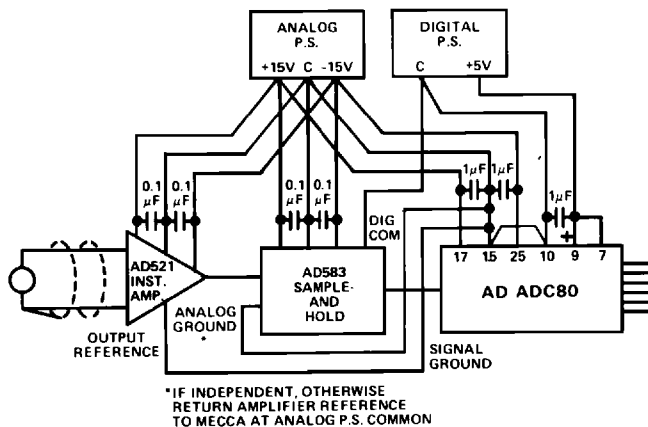 ANALOG
P.S.
+15V C -15V
DIGITAL
P.S.
C +5V
0.1
μF
0.1
μF
0.1
μF
0.1
μF
1μF
1μF
1μF
+
DIG
COM
17 15 25 10 9 7
AD521
INST.
AMP.
AD583
SAMPLE-
AND
HOLD
AD ADC80
OUTPUT
REFERENCE
ANALOG
GROUND
*
SIGNAL
GROUND
*IF INDEPENDENT, OTHERWISE
RETURN AMPLIFIER REFERENCE
TO MECCA AT ANALOG P.S. COMMON